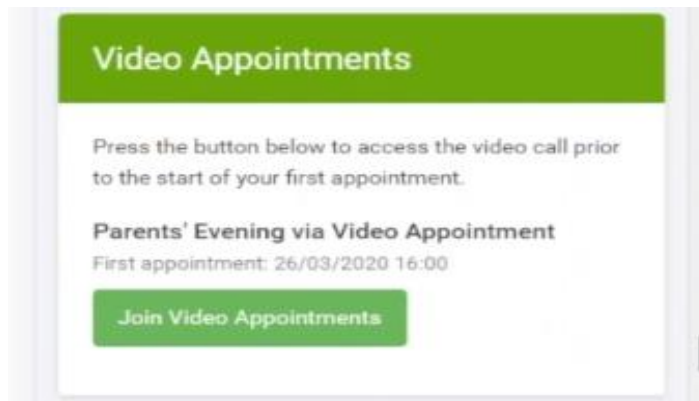 Video Appointments
Press the button below to access the video call prior
to the start of your first appointment.
Parents' Evening via Video Appointment
First appointment: 26/03/2020 16:00
Join Video Appointments